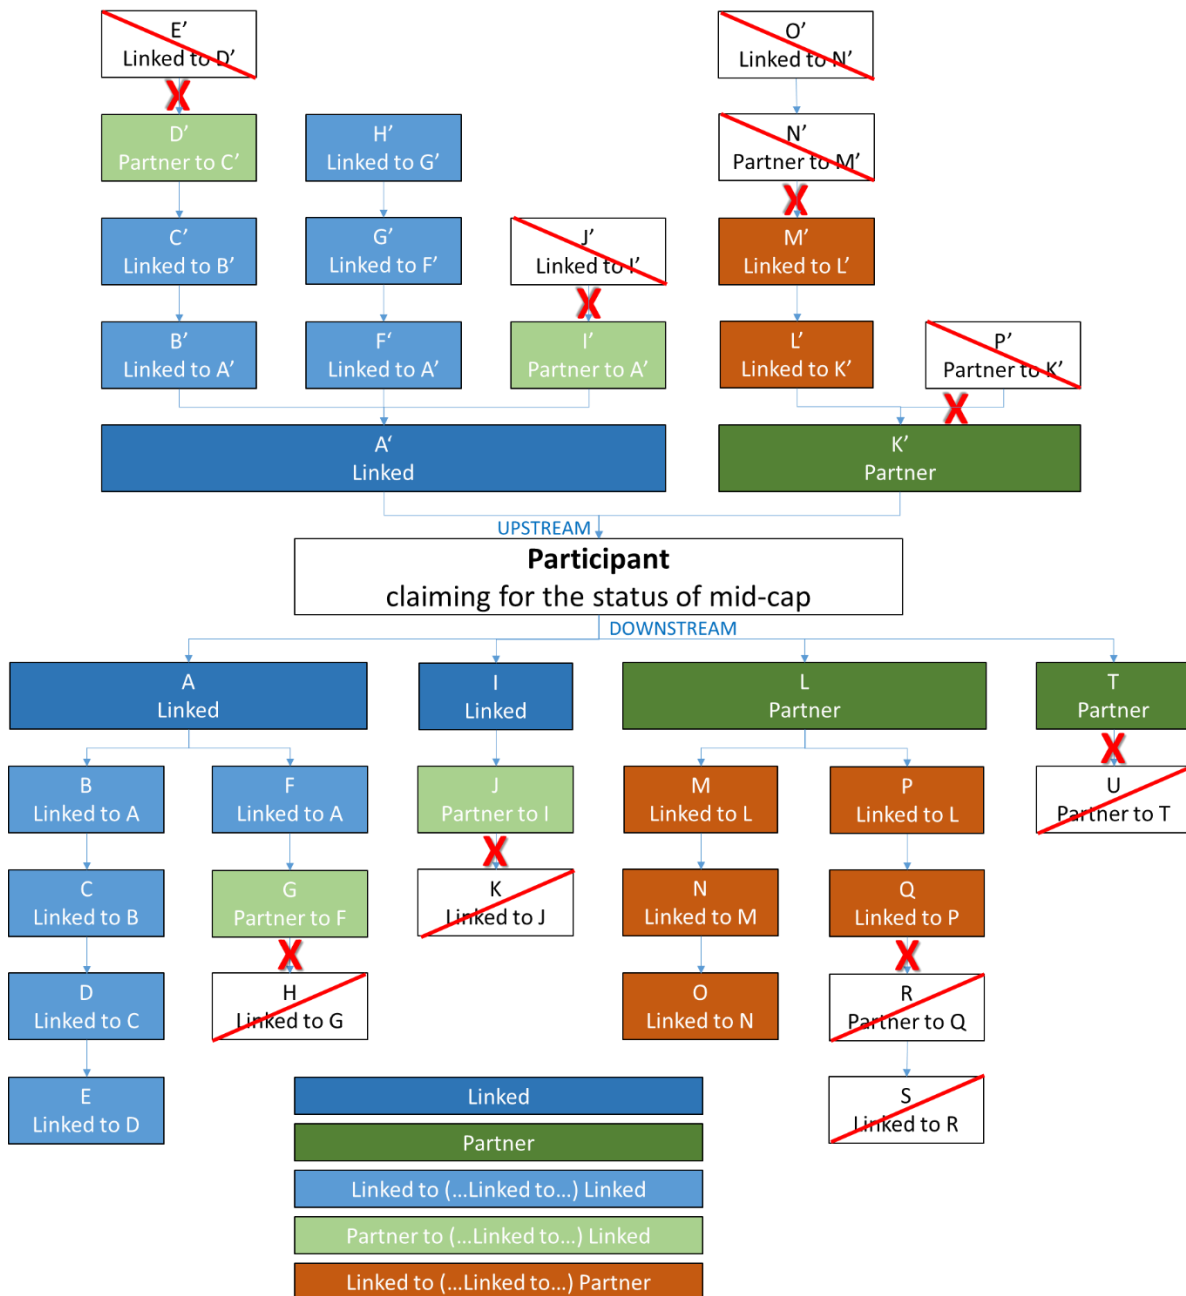 E’
Linked to D’
O’
Linked to N’
D’
Partner to C’
H’
Linked to G’
N’
Partner to M’
C’
Linked to B’
G’
Linked to F’
J’
Linked to I’
M’
Linked to L’
B’
Linked to A’
F‘
Linked to A’
I’
Partner to A’
L’
Linked to K’
P’
Partner to K’
A‘
Linked
K’
Partner
UPSTREAM
Participant
claiming for the status of mid-cap
DOWNSTREAM
A
Linked
I
Linked
L
Partner
T
Partner
B
Linked to A
F
Linked to A
J
Partner to I
M
Linked to L
P
Linked to L
U
Partner to T
C
Linked to B
G
Partner to F
K
Linked to J
N
Linked to M
Q
Linked to P
D
Linked to C
H
Linked to G
O
Linked to N
R
Partner to Q
E
Linked to D
S
Linked to R
Linked
Partner
Linked to (...Linked to...) Linked
Partner to (...Linked to...) Linked
Linked to (...Linked to...) Partner